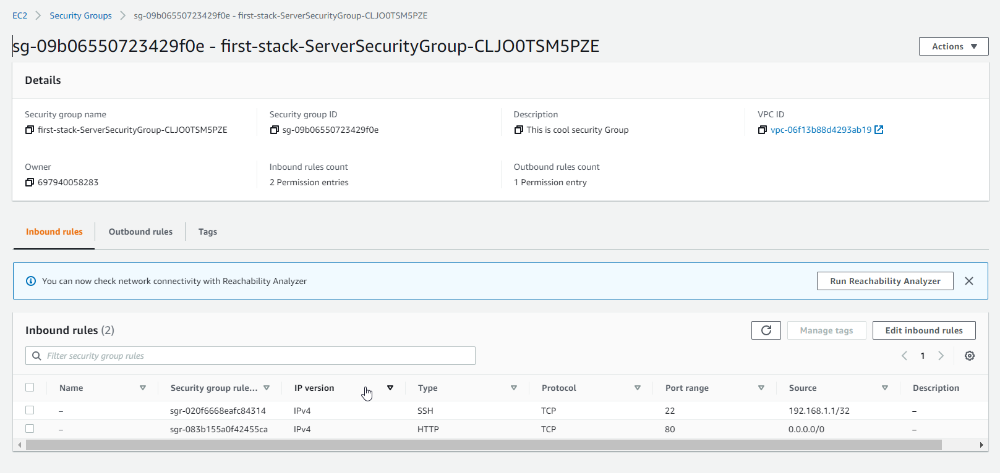 EC2 > Security Groups > sg-09b06550723429f0e - first-stack-ServerSecurityGroup-CLJO0TSM5PZE
sg-09b06550723429f0e - first-stack-ServerSecurityGroup-CLJO0TSM5PZE
Actions
Details
Security group name
first-stack-ServerSecurityGroup-CLJO0TSM5PZE
Security group ID
sg-09b06550723429f0e
Description
This is cool security Group
VPC ID
vpc-06f13b88d4293ab19
Owner
697940058283
Inbound rules count
2 Permission entries
Outbound rules count
1 Permission entry
Inbound rules Outbound rules Tags
You can now check network connectivity with Reachability Analyzer Run Reachability Analyzer
Inbound rules (2) Manage tags Edit inbound rules
Filter security group rules 1
Name Security group rule... IP version Type Protocol Port range Source Description
– sgr-020f6668eafc84314 IPv4 SSH TCP 22 192.168.1.1/32 –
– sgr-083b155a0f42455ca IPv4 HTTP TCP 80 0.0.0.0/0 –